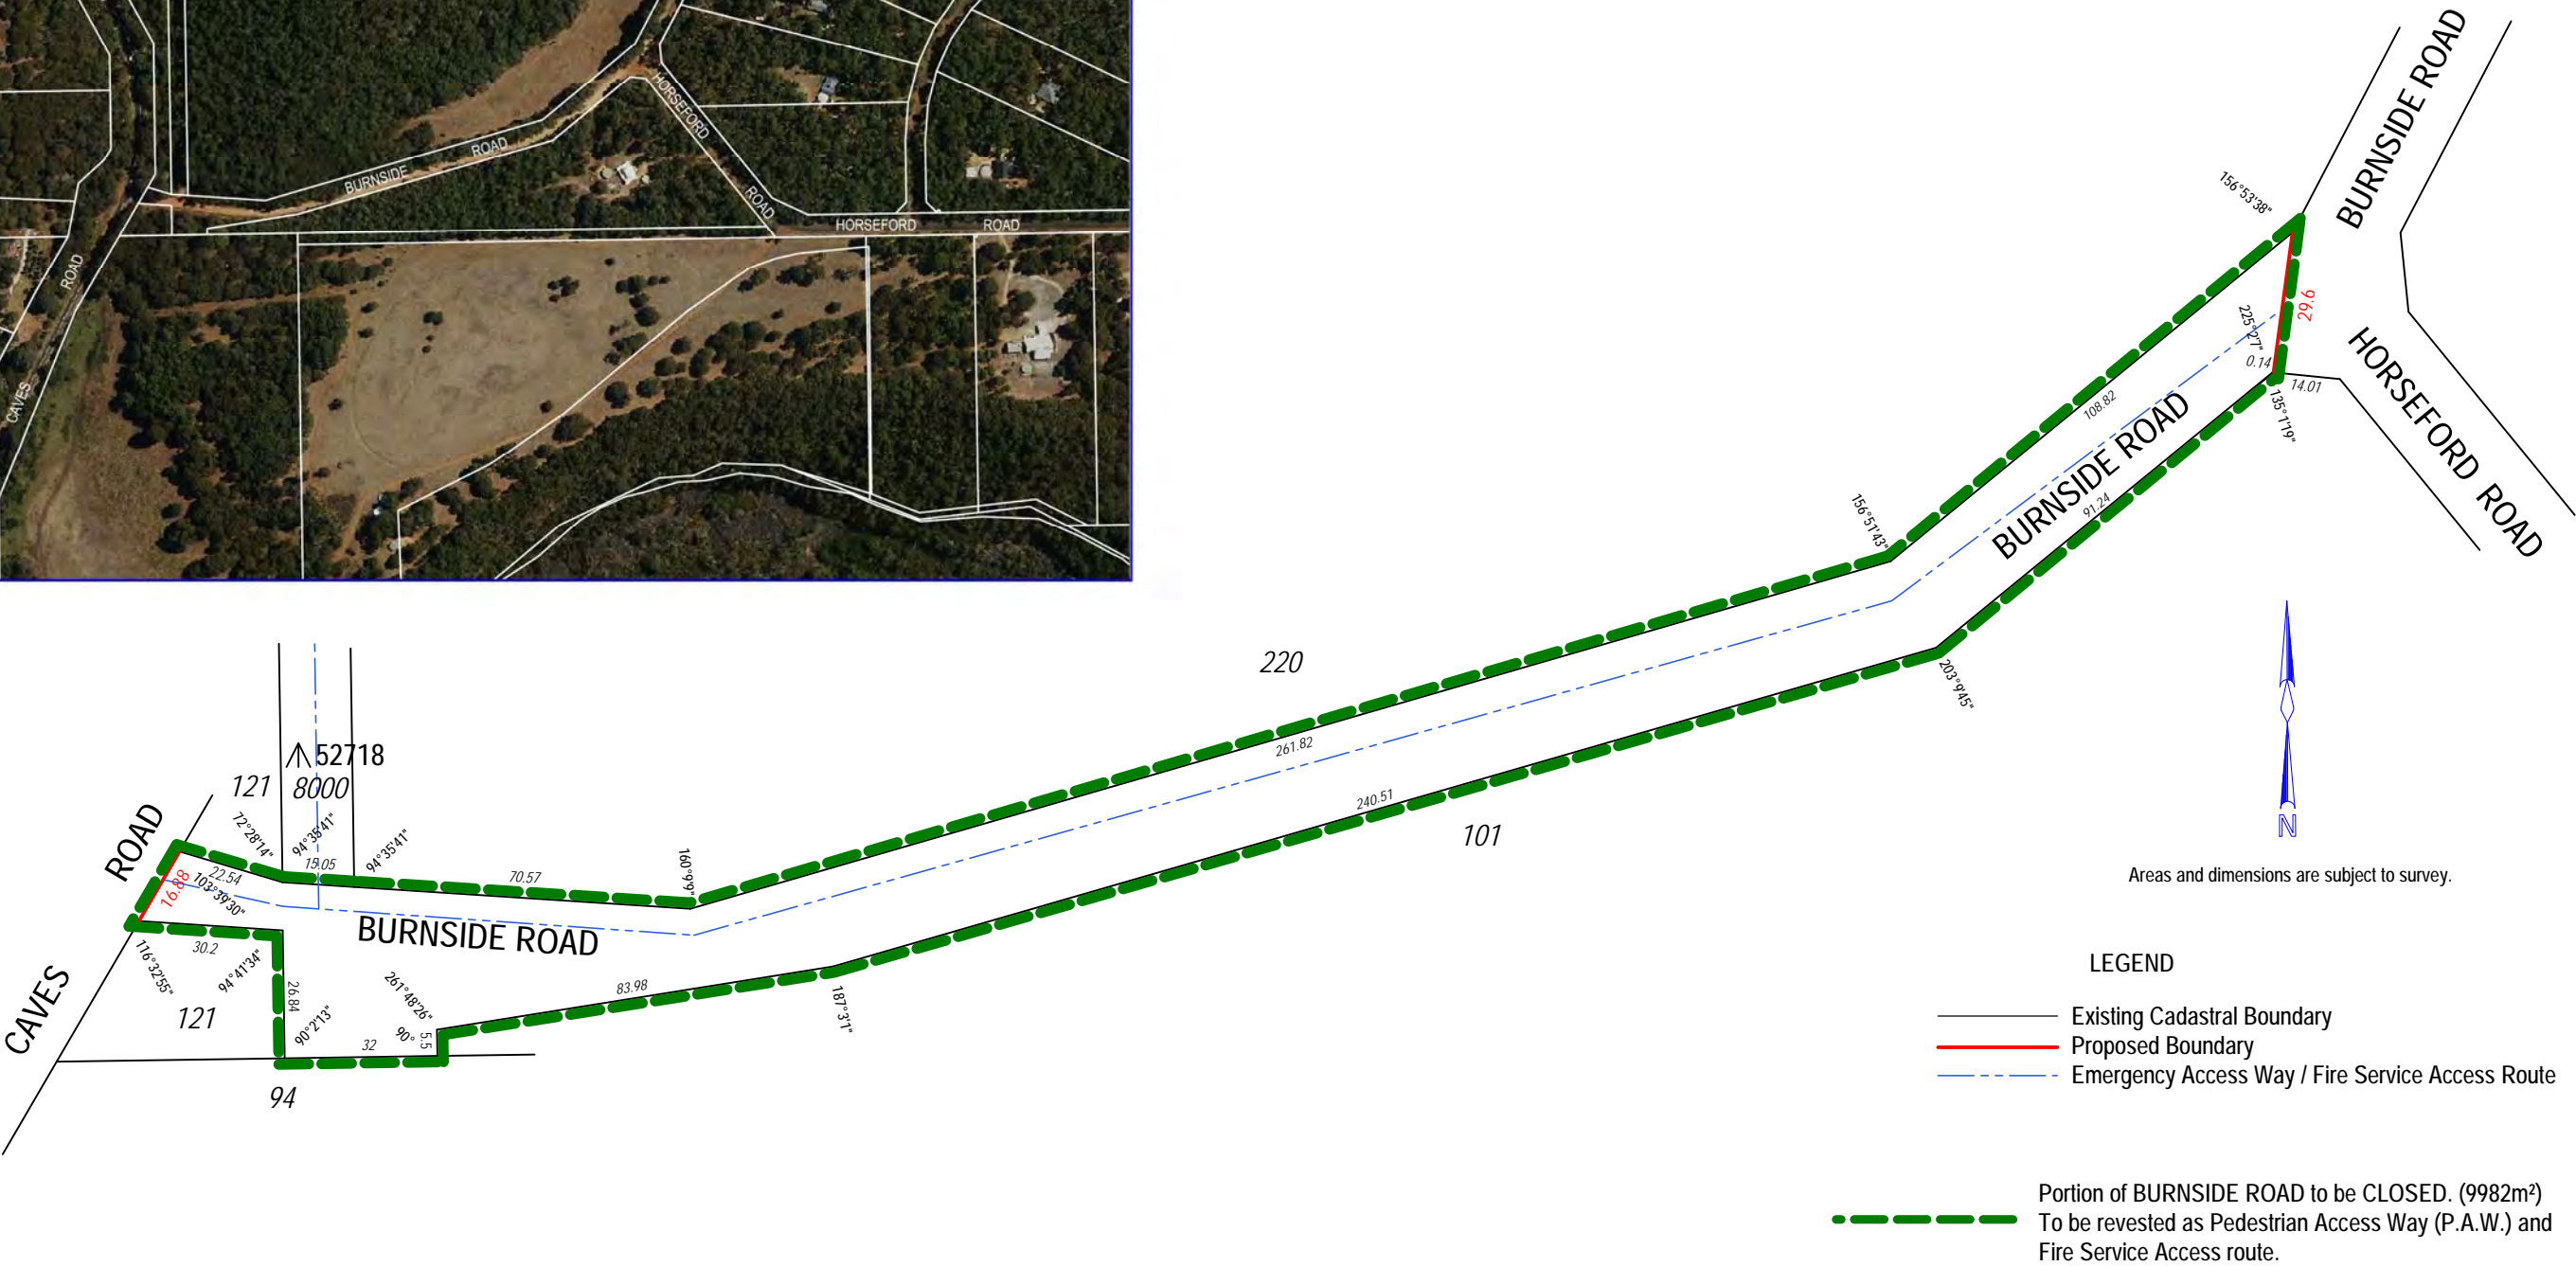 HORSEFORD
ROAD
BURNSIDE
ROAD
HORSEFORD
ROAD
CAVES
ROAD
BURNSIDE ROAD
HORSEFORD ROAD
156°53'38"
29.6
225°2'7"
0.14
14.01
135°1'19"
108.82
BURNSIDE ROAD
91.24
156°51'43"
203°9'45"
220
261.82
240.51
101
52718
121
8000
CAVES
ROAD
72°28'14"
94°35'41"
94°35'41"
22.54
15.05
70.57
160°9'9"
16.88
103°39'30"
BURNSIDE ROAD
30.2
116°32'55"
94°41'34"
26.84
90°2'13"
261°48'26"
90°
5.5
83.98
187°3'1"
121
32
94
N
Areas and dimensions are subject to survey.
LEGEND
Existing Cadastral Boundary
Proposed Boundary
Emergency Access Way / Fire Service Access Route
Portion of BURNSIDE ROAD to be CLOSED. (9982m²)
To be revested as Pedestrian Access Way (P.A.W.) and
Fire Service Access route.